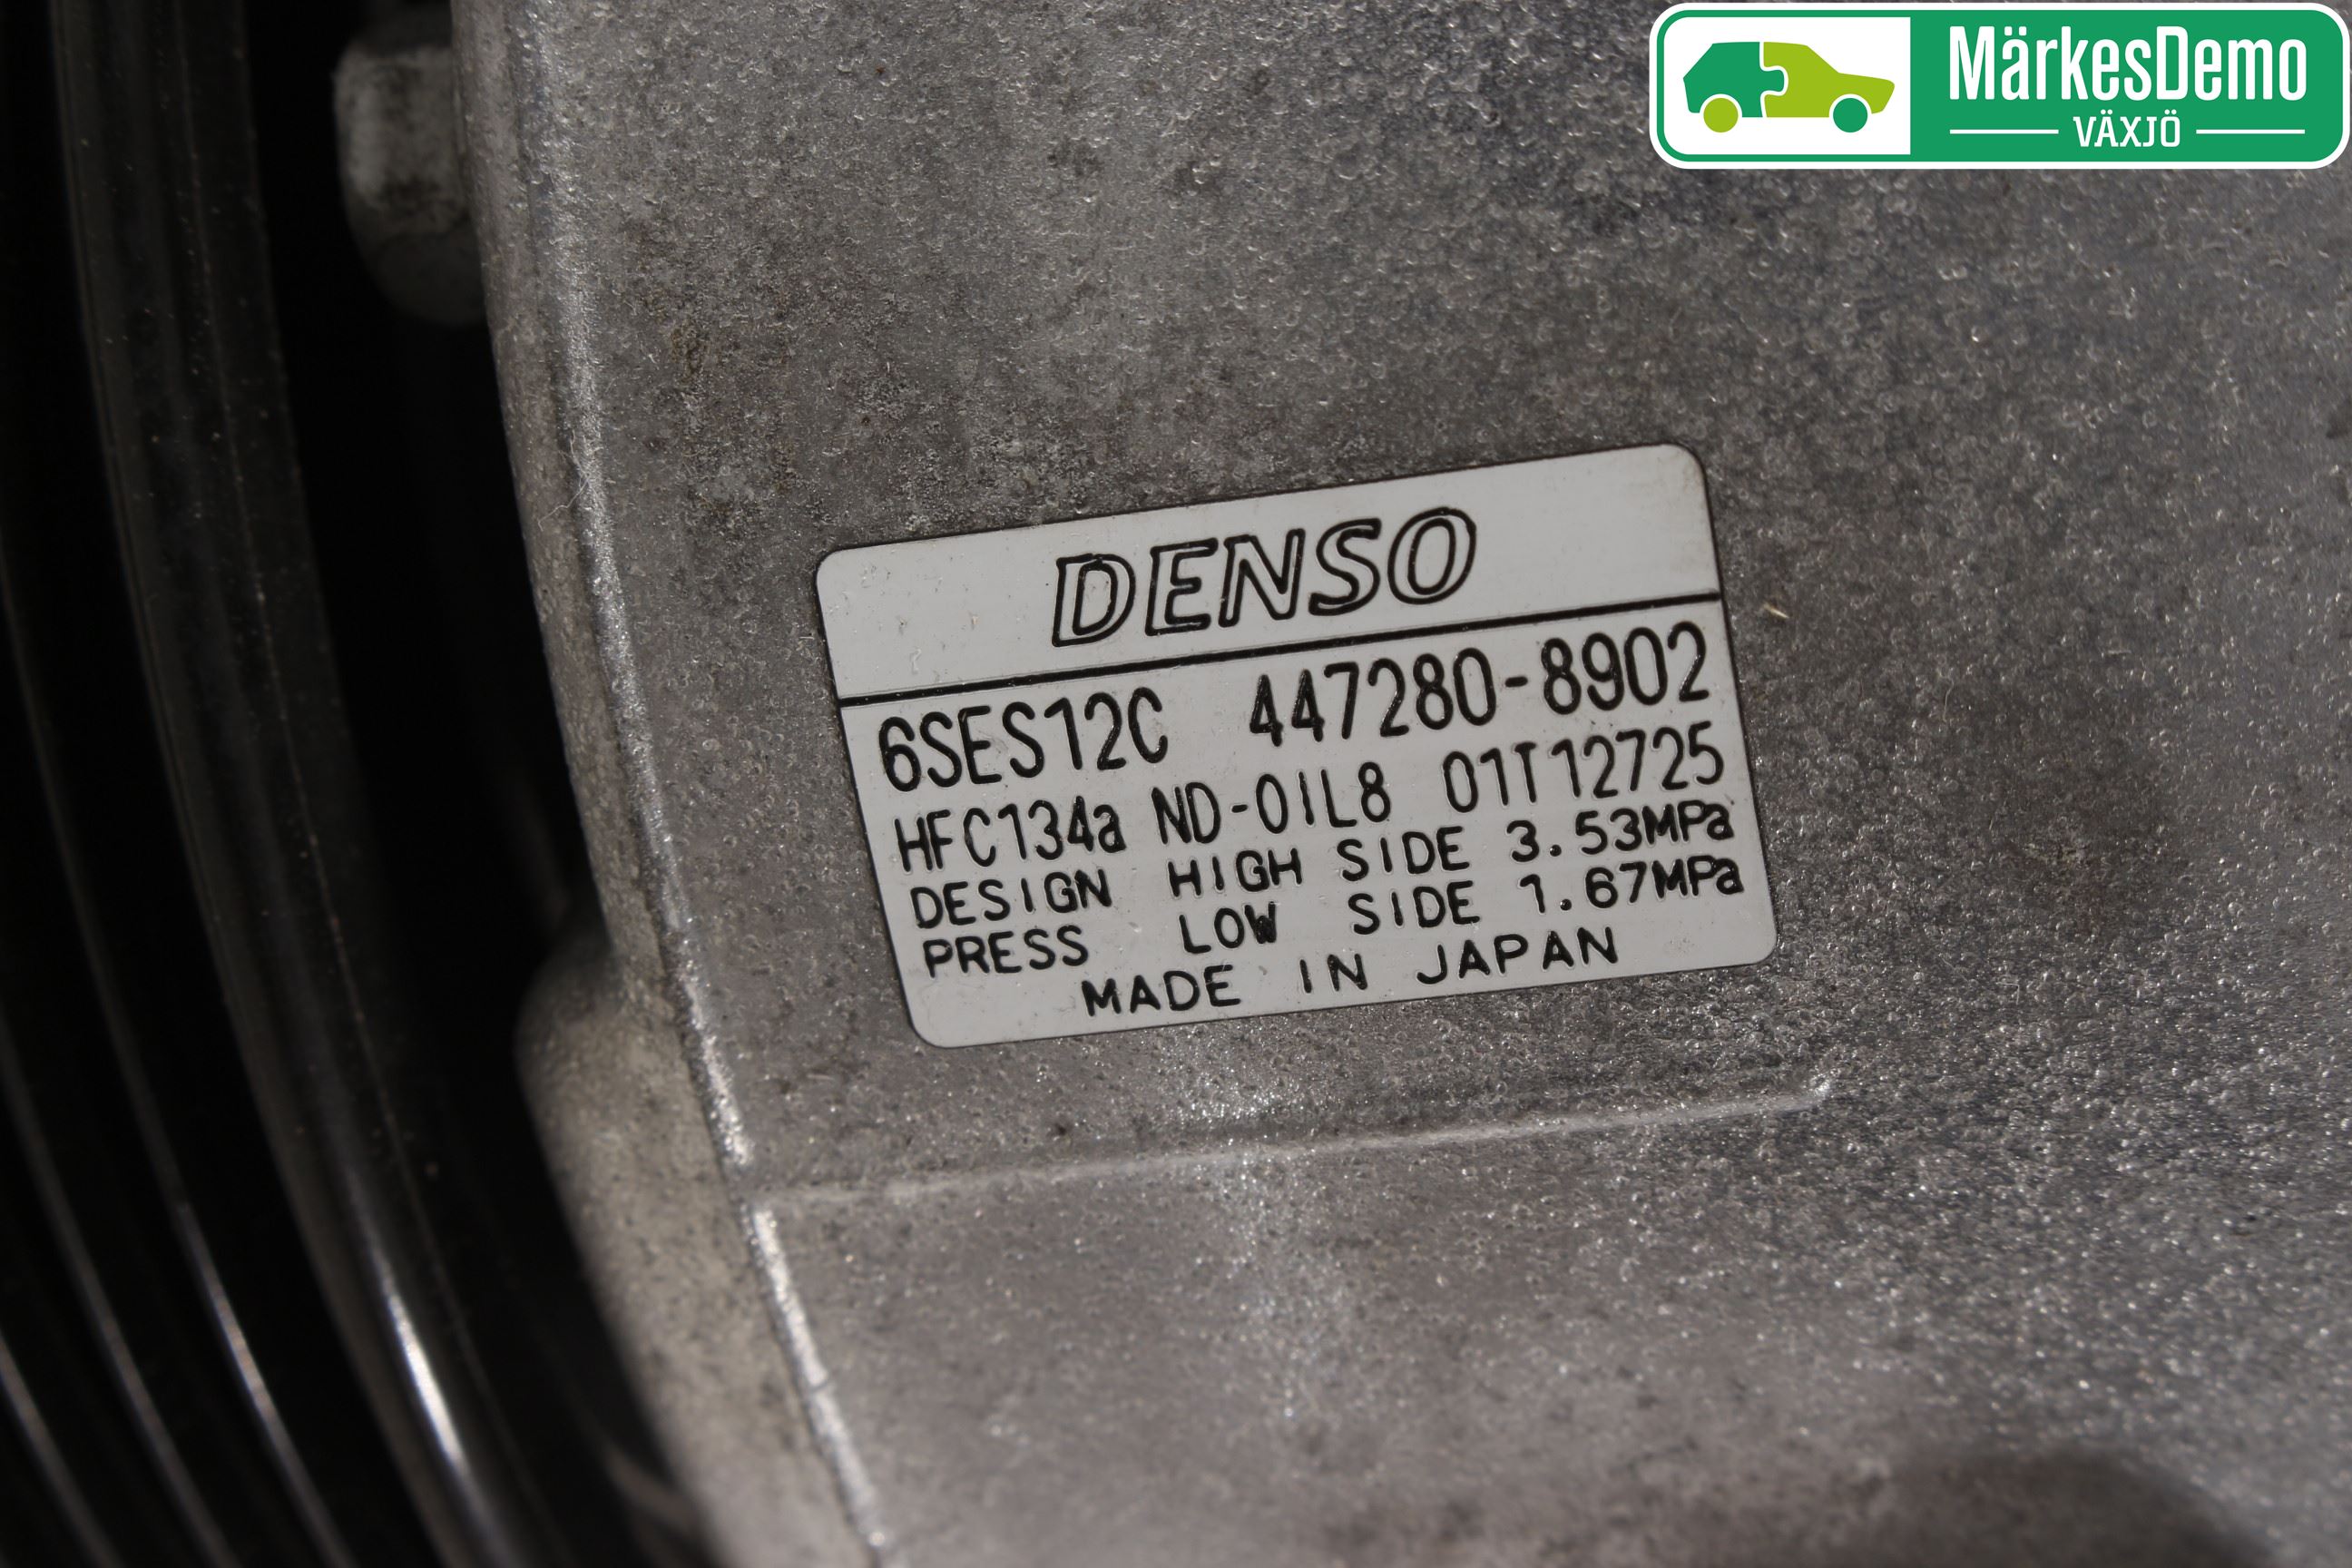 MärkesDemo
VÄXJÖ
DENSO
6SES12C 447280-8902
HFC134a ND-OIL8 01T12725
DESIGN HIGH SIDE 3.53MPa
PRESS LOW SIDE 1.67MPa
MADE IN JAPAN